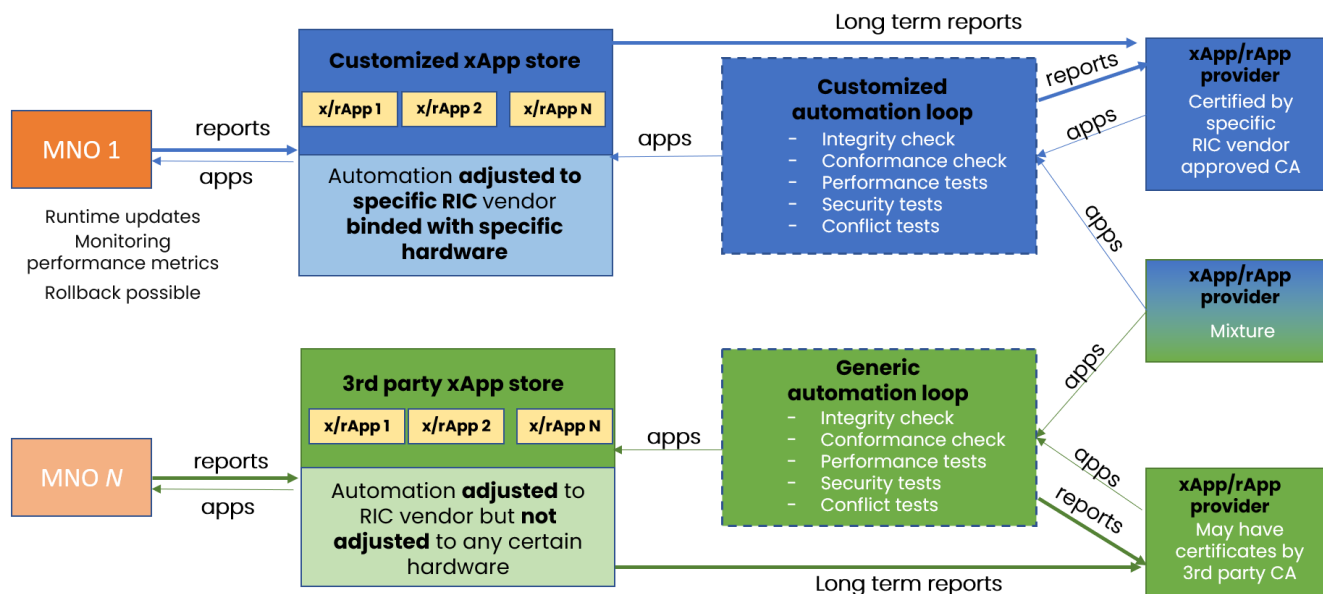 Long term reports
Customized xApp store
x/rApp 1
x/rApp 2
x/rApp N
Automation adjusted to
specific RIC vendor
binded with specific
hardware
MNO 1
reports
apps
Runtime updates
Monitoring
performance metrics
Rollback possible
apps
Customized
automation loop
- Integrity check
- Conformance check
- Performance tests
- Security tests
- Conflict tests
reports
apps
xApp/rApp
provider
Certified by
specific
RIC vendor
approved CA
apps
xApp/rApp
provider
Mixture
apps
3rd party xApp store
x/rApp 1
x/rApp 2
x/rApp N
Automation adjusted to
RIC vendor but not
adjusted to any certain
hardware
MNO N
reports
apps
apps
Generic
automation loop
- Integrity check
- Conformance check
- Performance tests
- Security tests
- Conflict tests
apps
reports
xApp/rApp
provider
May have
certificates by
3rd party CA
Long term reports